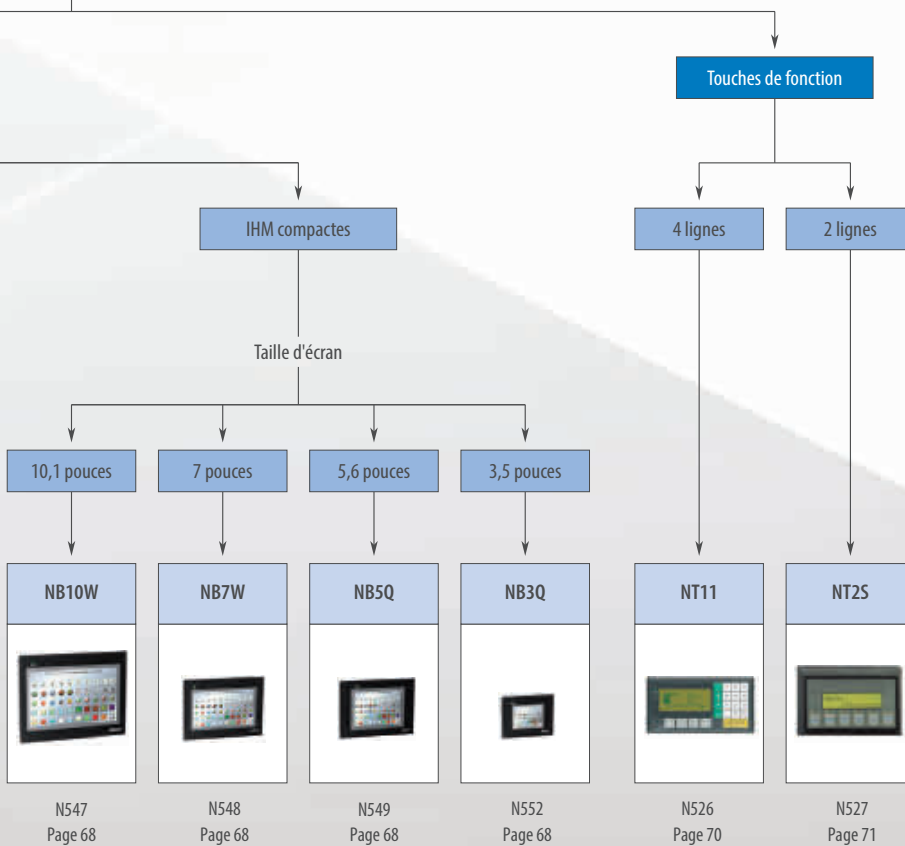 Touches de fonction
IHM compactes
4 lignes
2 lignes
Taille d'écran
10,1 pouces
7 pouces
5,6 pouces
3,5 pouces
NB10W
NB7W
NB5Q
NB3Q
NT11
NT2S
N547
N548
N549
N552
N526
N527
Page 68
Page 68
Page 68
Page 68
Page 70
Page 71